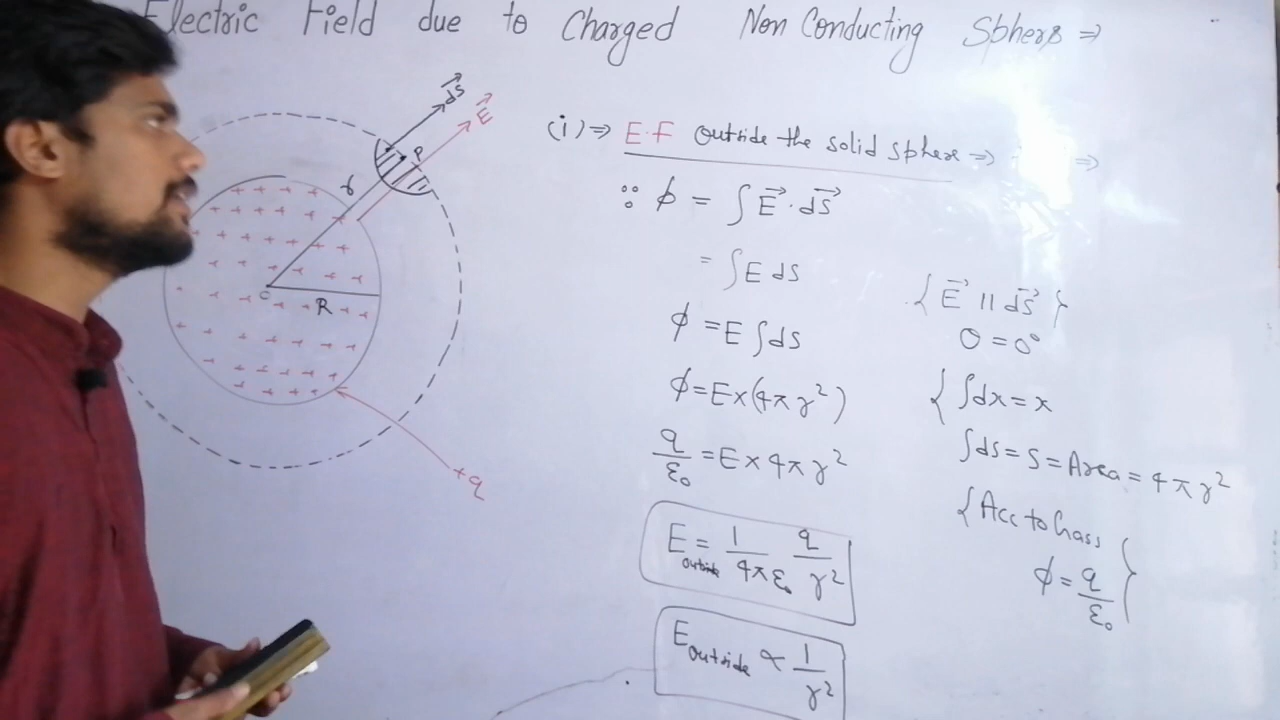 Electric Field due to Charged Non Conducting Sphere ⇒
(i) ⇒ E.F outside the solid sphere ⇒ ⇒
∵ ϕ = ∫ E⃗ · dS⃗
= ∫ E ds
{ E⃗ || dS⃗ }
θ = 0°
ϕ = E ∫ ds
ϕ = E × (4πr²)
{ ∫dx = x
q/ε₀ = E × 4πr²
∫ds = S = Area = 4πr²
{ Acc to Gass
ϕ = q/ε₀ }
E outside = 1/4πε₀ q/r²
E outside ∝ 1/r²
dS⃗
E⃗
P
r
O
R
+q